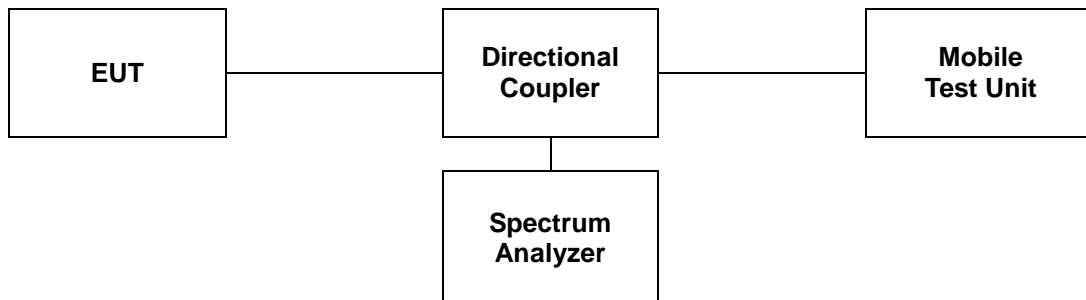 EUT
Directional
Coupler
Mobile
Test Unit
Spectrum
Analyzer